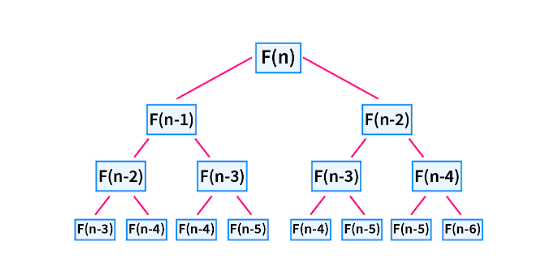 F(n)
F(n-1) F(n-2)
F(n-2) F(n-3) F(n-3) F(n-4)
F(n-3) F(n-4) F(n-4) F(n-5) F(n-4) F(n-5) F(n-5) F(n-6)